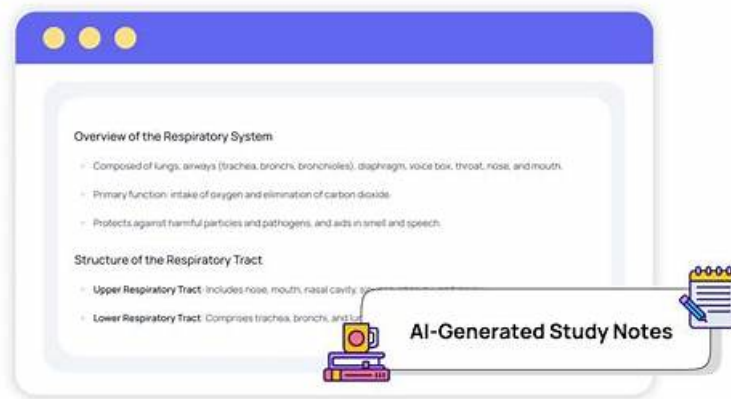 Overview of the Respiratory System
Composed of lungs, airways (trachea, bronchi, bronchioles), diaphragm, voice box, throat, nose, and mouth.
Primary function: intake of oxygen and elimination of carbon dioxide.
Protects against harmful particles and pathogens, and aids in smell and speech.
Structure of the Respiratory Tract
Upper Respiratory Tract: Includes nose, mouth, nasal cavity,
Lower Respiratory Tract: Comprises trachea, bronchi, and
AI-Generated Study Notes